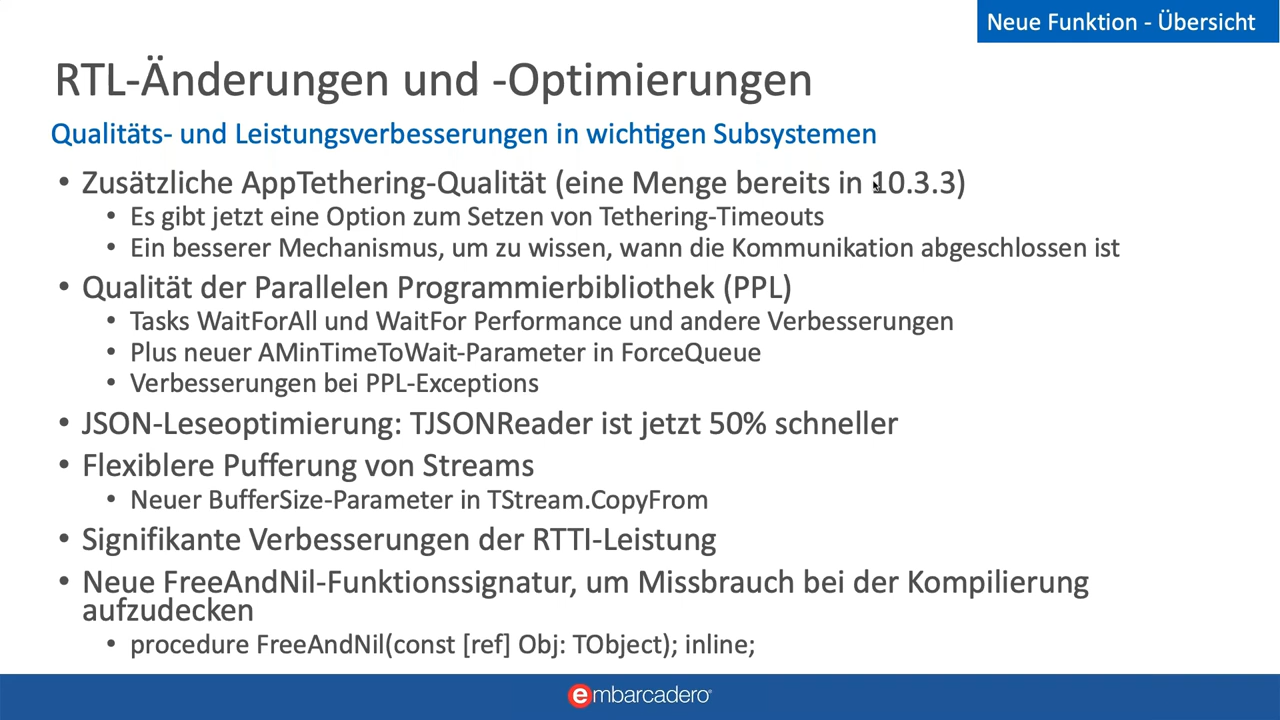 Neue Funktion - Übersicht
RTL-Änderungen und -Optimierungen
Qualitäts- und Leistungsverbesserungen in wichtigen Subsystemen
• Zusätzliche AppTethering-Qualität (eine Menge bereits in 10.3.3)
• Es gibt jetzt eine Option zum Setzen von Tethering-Timeouts
• Ein besserer Mechanismus, um zu wissen, wann die Kommunikation abgeschlossen ist
• Qualität der Parallelen Programmierbibliothek (PPL)
• Tasks WaitForAll und WaitFor Performance und andere Verbesserungen
• Plus neuer AMinTimeToWait-Parameter in ForceQueue
• Verbesserungen bei PPL-Exceptions
• JSON-Leseoptimierung: TJSONReader ist jetzt 50% schneller
• Flexiblere Pufferung von Streams
• Neuer BufferSize-Parameter in TStream.CopyFrom
• Signifikante Verbesserungen der RTTI-Leistung
• Neue FreeAndNil-Funktionssignatur, um Missbrauch bei der Kompilierung
aufzudecken
• procedure FreeAndNil(const [ref] Obj: TObject); inline;
embarcadero